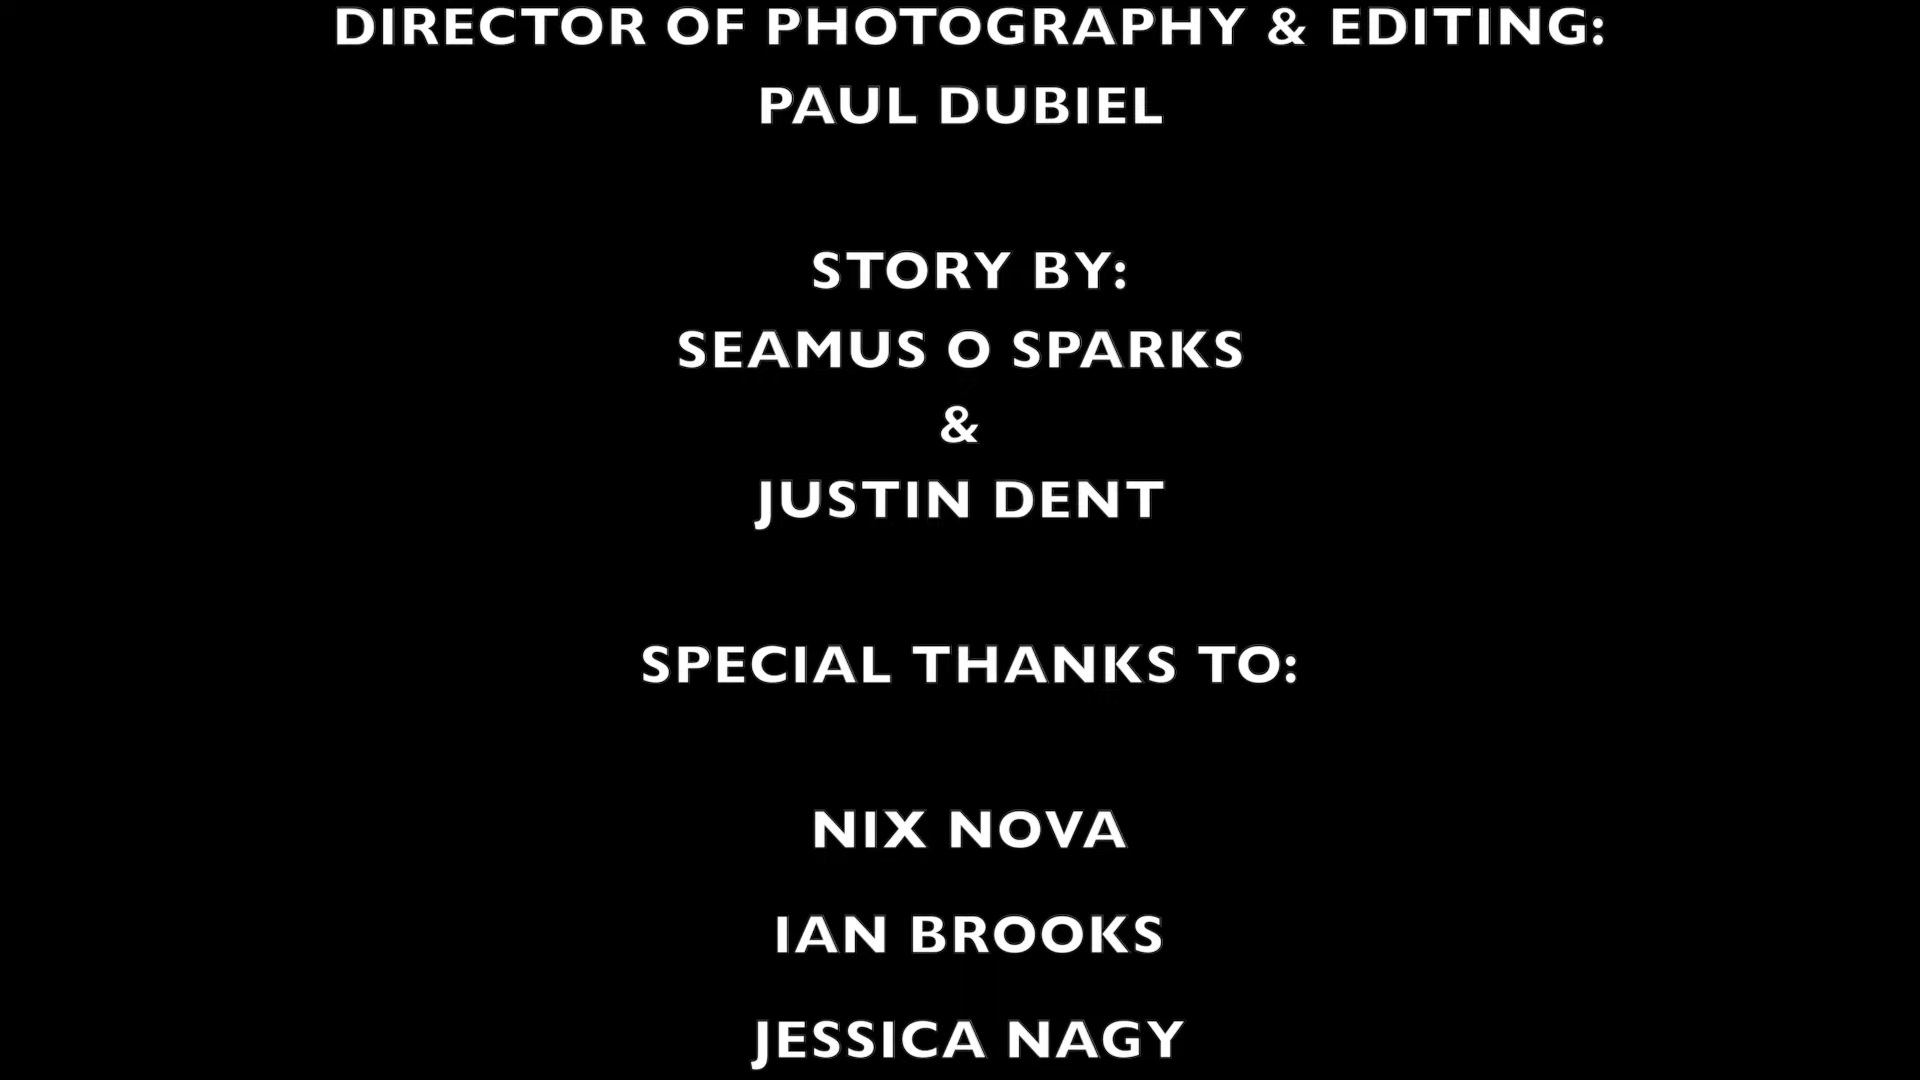 DIRECTOR OF PHOTOGRAPHY & EDITING:
PAUL DUBIEL
STORY BY:
SEAMUS O SPARKS
&
JUSTIN DENT
SPECIAL THANKS TO:
NIX NOVA
IAN BROOKS
JESSICA NAGY